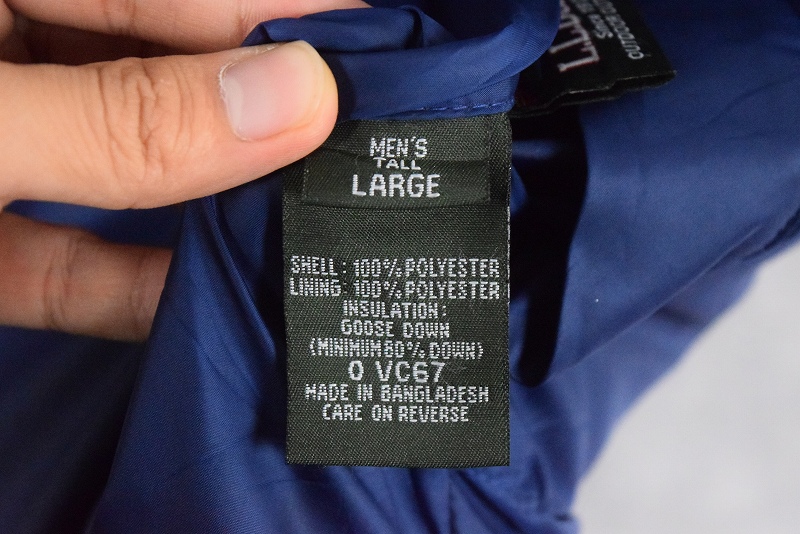 MEN'S
TALL
LARGE
SHELL: 100% POLYESTER
LINING: 100% POLYESTER
INSULATION:
GOOSE DOWN
(MINIMUM 80% DOWN)
0 VC67
MADE IN BANGLADESH
CARE ON REVERSE
OUTDOOR